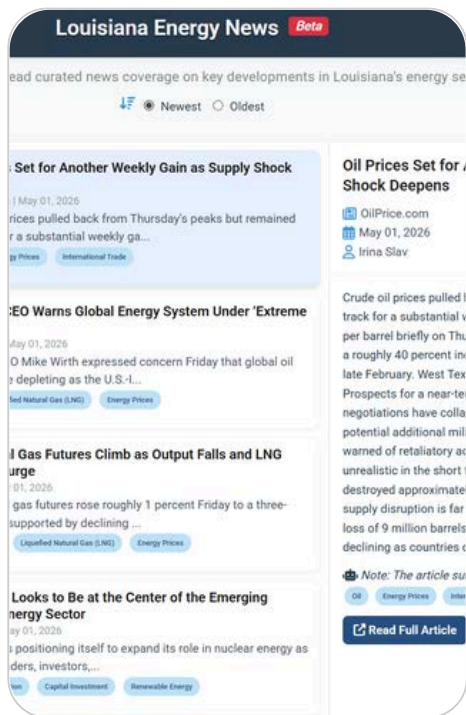 Louisiana Energy News Beta
ead curated news coverage on key developments in Louisiana's energy se
Newest Oldest
Set for Another Weekly Gain as Supply Shock
| May 01, 2026
rices pulled back from Thursday's peaks but remained
r a substantial weekly ga...
gy Prices International Trade
CEO Warns Global Energy System Under 'Extreme
May 01, 2026
O Mike Wirth expressed concern Friday that global oil
e depleting as the U.S.-I...
fied Natural Gas (LNG) Energy Prices
l Gas Futures Climb as Output Falls and LNG
urge
01, 2026
gas futures rose roughly 1 percent Friday to a three-
supported by declining ...
Liquefied Natural Gas (LNG) Energy Prices
Looks to Be at the Center of the Emerging
nergy Sector
ay 01, 2026
s positioning itself to expand its role in nuclear energy as
ders, investors,...
ion Capital Investment Renewable Energy
Oil Prices Set for
Shock Deepens
OilPrice.com
May 01, 2026
Irina Slav
Crude oil prices pulled
track for a substantial
per barrel briefly on Thu
a roughly 40 percent in
late February. West Tex
Prospects for a near-te
negotiations have colla
potential additional mil
warned of retaliatory ac
unrealistic in the short
destroyed approximate
supply disruption is far
loss of 9 million barrels
declining as countries
Note: The article su
Oil Energy Prices Inter
Read Full Article